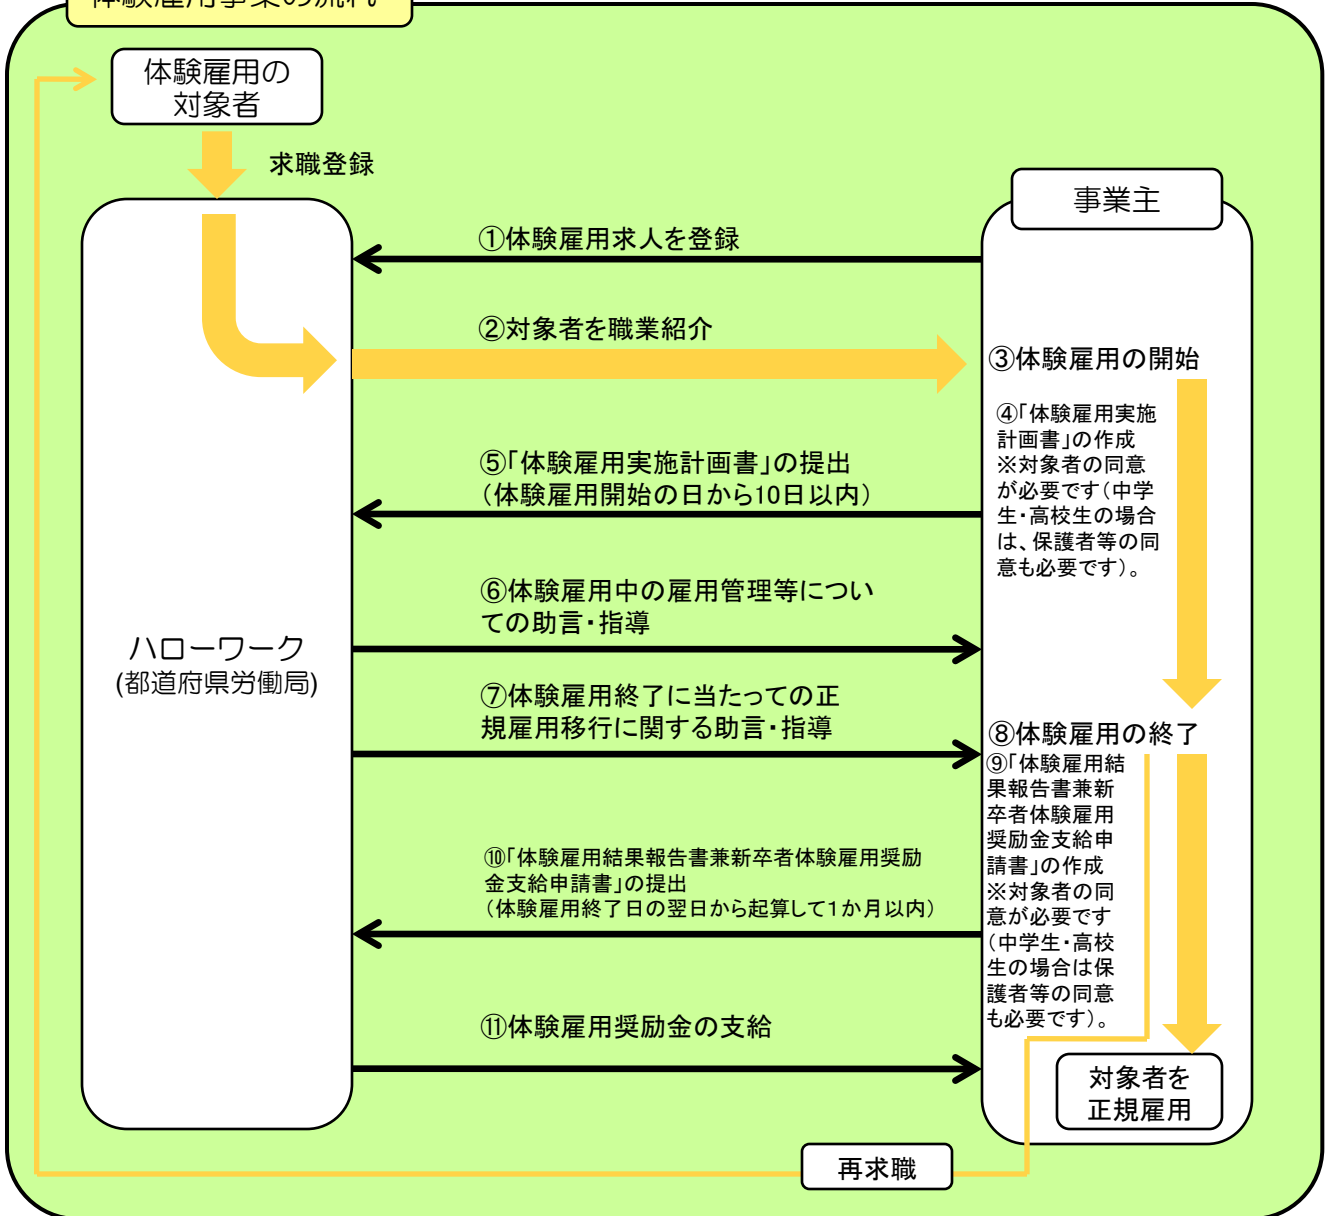 体験雇用事業の流れ
体験雇用の
対象者
求職登録
事業主
①体験雇用求人を登録
②対象者を職業紹介
③体験雇用の開始
④「体験雇用実施
計画書」の作成
※対象者の同意
が必要です(中学
生・高校生の場合
は、保護者等の同
意も必要です)。
⑤「体験雇用実施計画書」の提出
(体験雇用開始の日から10日以内)
⑥体験雇用中の雇用管理等につい
ての助言・指導
ハローワーク
(都道府県労働局)
⑦体験雇用終了に当たっての正
規雇用移行に関する助言・指導
⑧体験雇用の終了
⑨「体験雇用結
果報告書兼新
卒者体験雇用
奨励金支給申
請書」の作成
※対象者の同
意が必要です
(中学生・高校
生の場合は保
護者等の同意
も必要です)。
⑩「体験雇用結果報告書兼新卒者体験雇用奨励
金支給申請書」の提出
(体験雇用終了日の翌日から起算して1か月以内)
⑪体験雇用奨励金の支給
対象者を
正規雇用
再求職